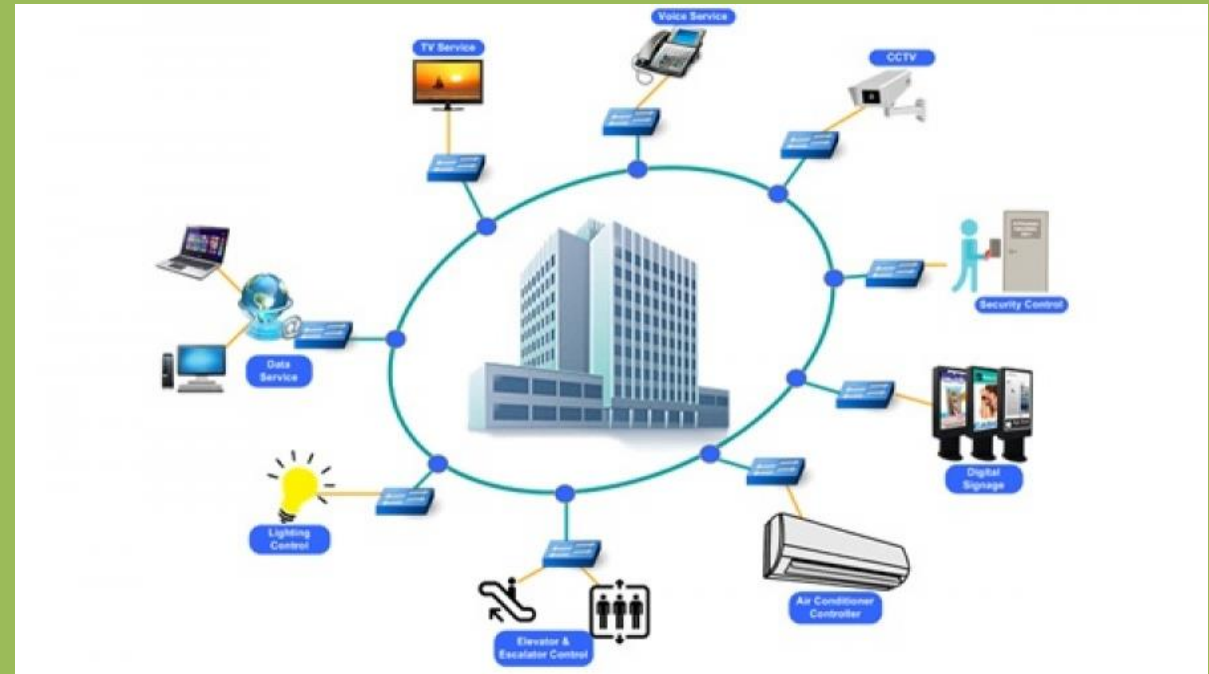 Voice Service
TV Service
CCTV
Security Control
Data
Service
Digital
Signage
Lighting
Control
Air Conditioner
Controller
Elevator &
Escalator Control
@